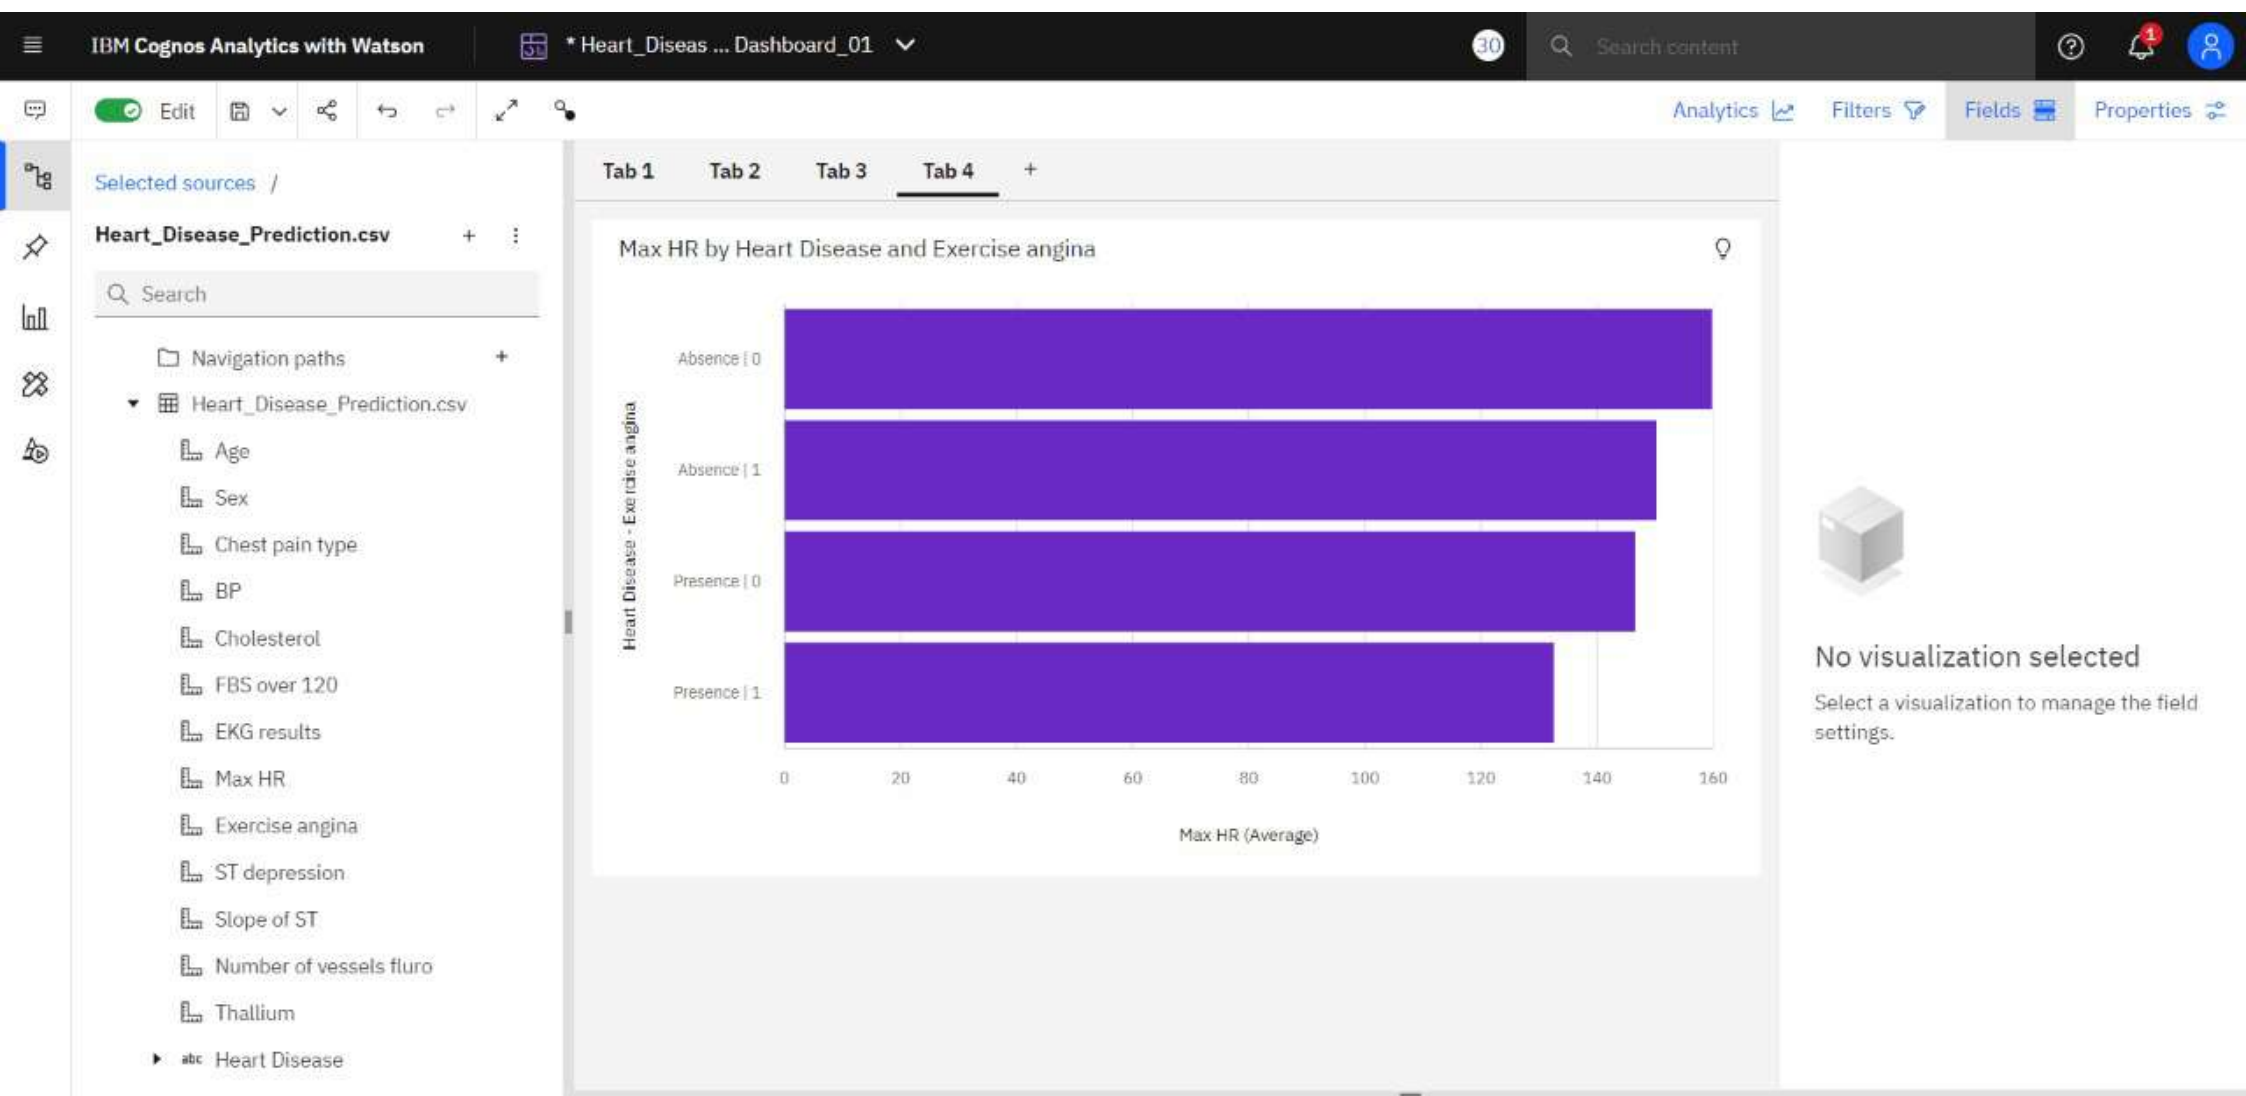 IBM Cognos Analytics with Watson
* Heart_Diseas ... Dashboard_01
30
Search content
1
Edit
Analytics
Filters
Fields
Properties
Selected sources /
Heart_Disease_Prediction.csv
Search
Navigation paths
Heart_Disease_Prediction.csv
Age
Sex
Chest pain type
BP
Cholesterol
FBS over 120
EKG results
Max HR
Exercise angina
ST depression
Slope of ST
Number of vessels fluro
Thallium
abc Heart Disease
Tab 1 Tab 2 Tab 3 Tab 4 +
Max HR by Heart Disease and Exercise angina
Heart Disease - Exercise angina
Absence | 0
Absence | 1
Presence | 0
Presence | 1
0 20 40 60 80 100 120 140 160
Max HR (Average)
No visualization selected
Select a visualization to manage the field
settings.